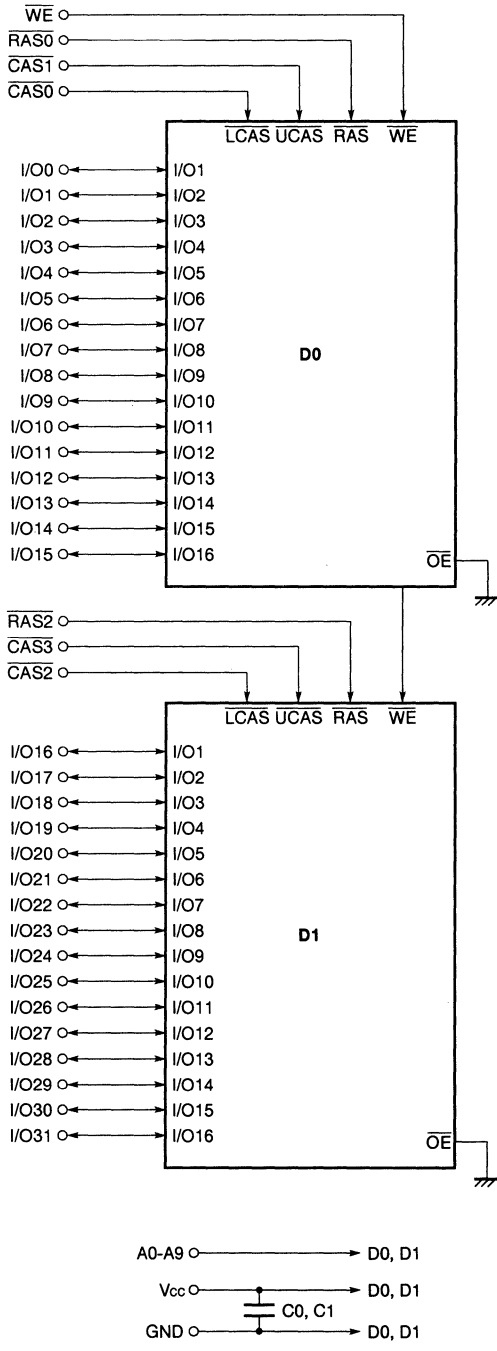 WE
RAS0
CAS1
CAS0
LCAS UCAS RAS WE
I/O0 I/O1
I/O1 I/O2
I/O2 I/O3
I/O3 I/O4
I/O4 I/O5
I/O5 I/O6
I/O6 I/O7
I/O7 I/O8
D0
I/O8 I/O9
I/O9 I/O10
I/O10 I/O11
I/O11 I/O12
I/O12 I/O13
I/O13 I/O14
I/O14 I/O15
I/O15 I/O16
OE
RAS2
CAS3
CAS2
LCAS UCAS RAS WE
I/O16 I/O1
I/O17 I/O2
I/O18 I/O3
I/O19 I/O4
I/O20 I/O5
I/O21 I/O6
I/O22 I/O7
I/O23 I/O8
D1
I/O24 I/O9
I/O25 I/O10
I/O26 I/O11
I/O27 I/O12
I/O28 I/O13
I/O29 I/O14
I/O30 I/O15
I/O31 I/O16
OE
A0-A9 D0, D1
Vcc D0, D1
C0, C1
GND D0, D1